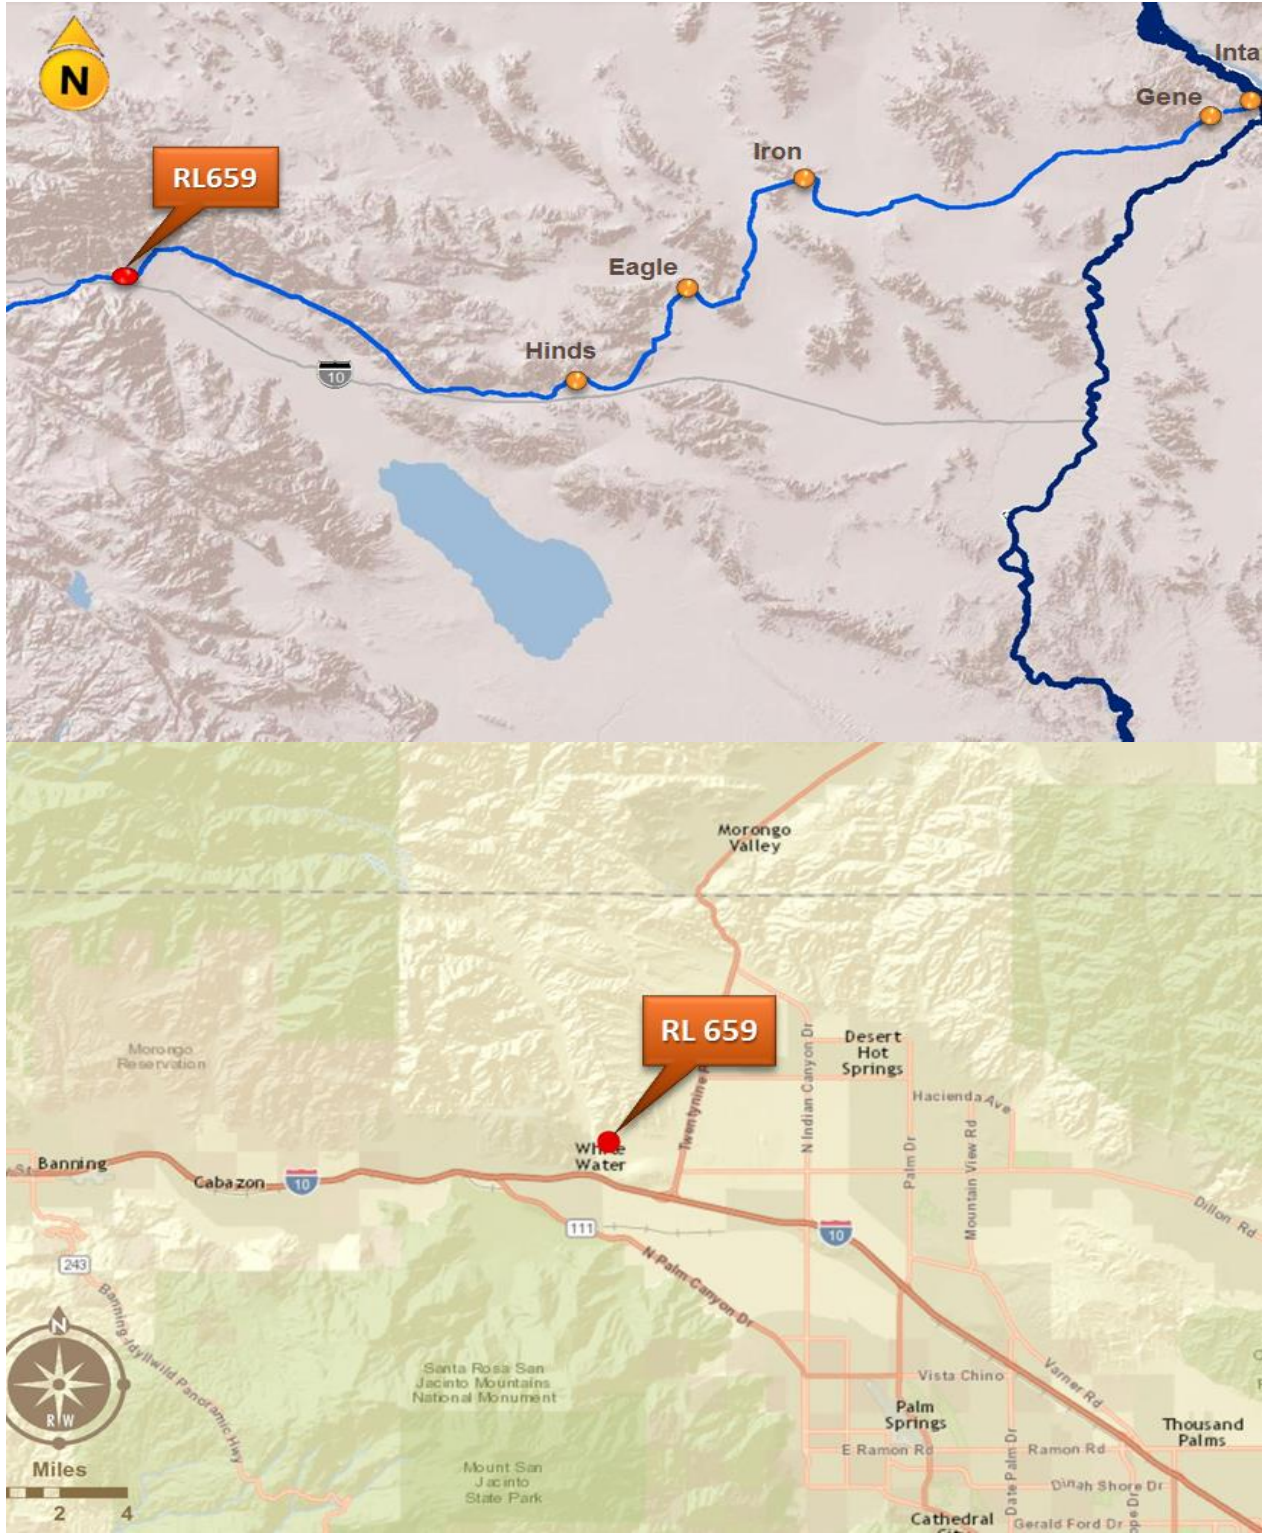 N
Inta
Gene
Iron
RL659
Eagle
Hinds
10
Morongo
Valley
RL 659
Desert
Hot
Springs
Morongo
Reservation
Twentynine P
N Indian Canyon Dr
Hacienda Ave
Palm Dr
Mountain View Rd
White
Water
Banning
Cabazon
10
111
10
Dillon Rd
243
N Palm Canyon Dr
Banning-Idyllwild Panoramic Hwy
N
R W
Santa Rosa San
Jacinto Mountains
National Monument
Vista Chino
Varner Rd
Palm
Springs
Thousand
Palms
E Ramon Rd
Ramon Rd
Date Palm Dr
Mount San
Jacinto
State Park
Dinah Shore Dr
Miles
2 4
Cathedral
Gerald Ford Dr
ope Dr